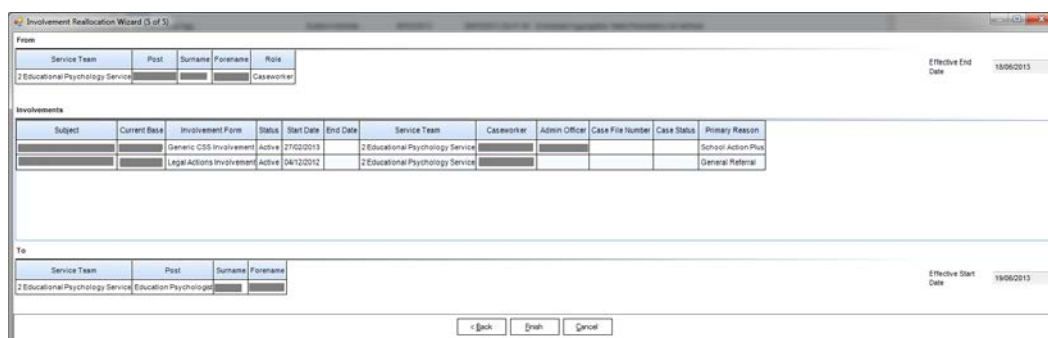 Involvement Reallocation Wizard (5 of 5)
From
Service Team Post Surname Forename Role
2 Educational Psychology Service Caseworker
Effective End Date 18/06/2013
Involvements
Subject Current Base Involvement Form Status Start Date End Date Service Team Caseworker Admin Officer Case File Number Case Status Primary Reason
Generic CSS Involvement Active 27/02/2013 2 Educational Psychology Service School Action Plus
Legal Actions Involvement Active 04/12/2012 2 Educational Psychology Service General Referral
To
Service Team Post Surname Forename
2 Educational Psychology Service Education Psychologist
Effective Start Date 19/06/2013
< Back Finish Cancel